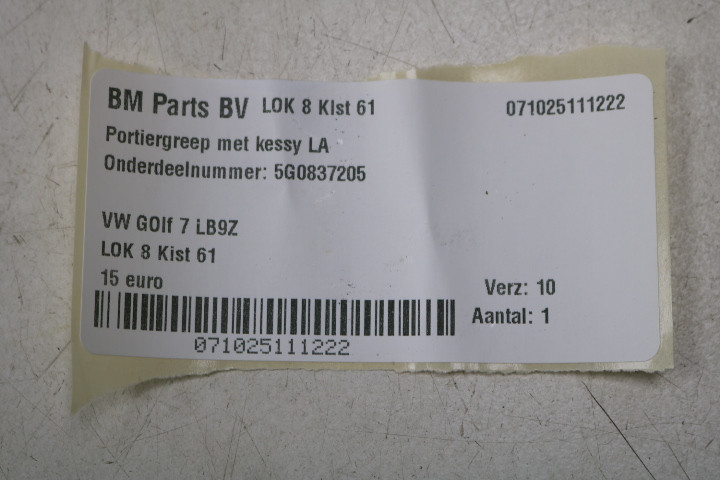 BM Parts BV LOK 8 KIst 61 071025111222
Portiergreep met kessy LA
Onderdeelnummer: 5G0837205
VW GOlf 7 LB9Z
LOK 8 Kist 61
15 euro
Verz: 10
Aantal: 1
071025111222